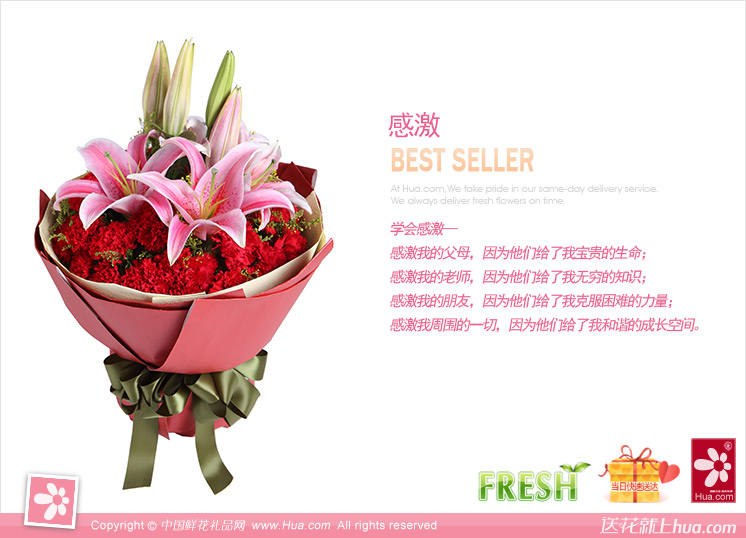 感激
BEST SELLER
At Hua.com,We take pride in our same-day delivery service.
We always deliver fresh flowers on time.
学会感激—
感激我的父母，因为他们给了我宝贵的生命；
感激我的老师，因为他们给了我无穷的知识；
感激我的朋友，因为他们给了我克服困难的力量；
感激我周围的一切，因为他们给了我和谐的成长空间。
FRESH
当日快递送达
Hua.com
Copyright © 中国鲜花礼品网 www.Hua.com All rights reserved
送花就上hua.com